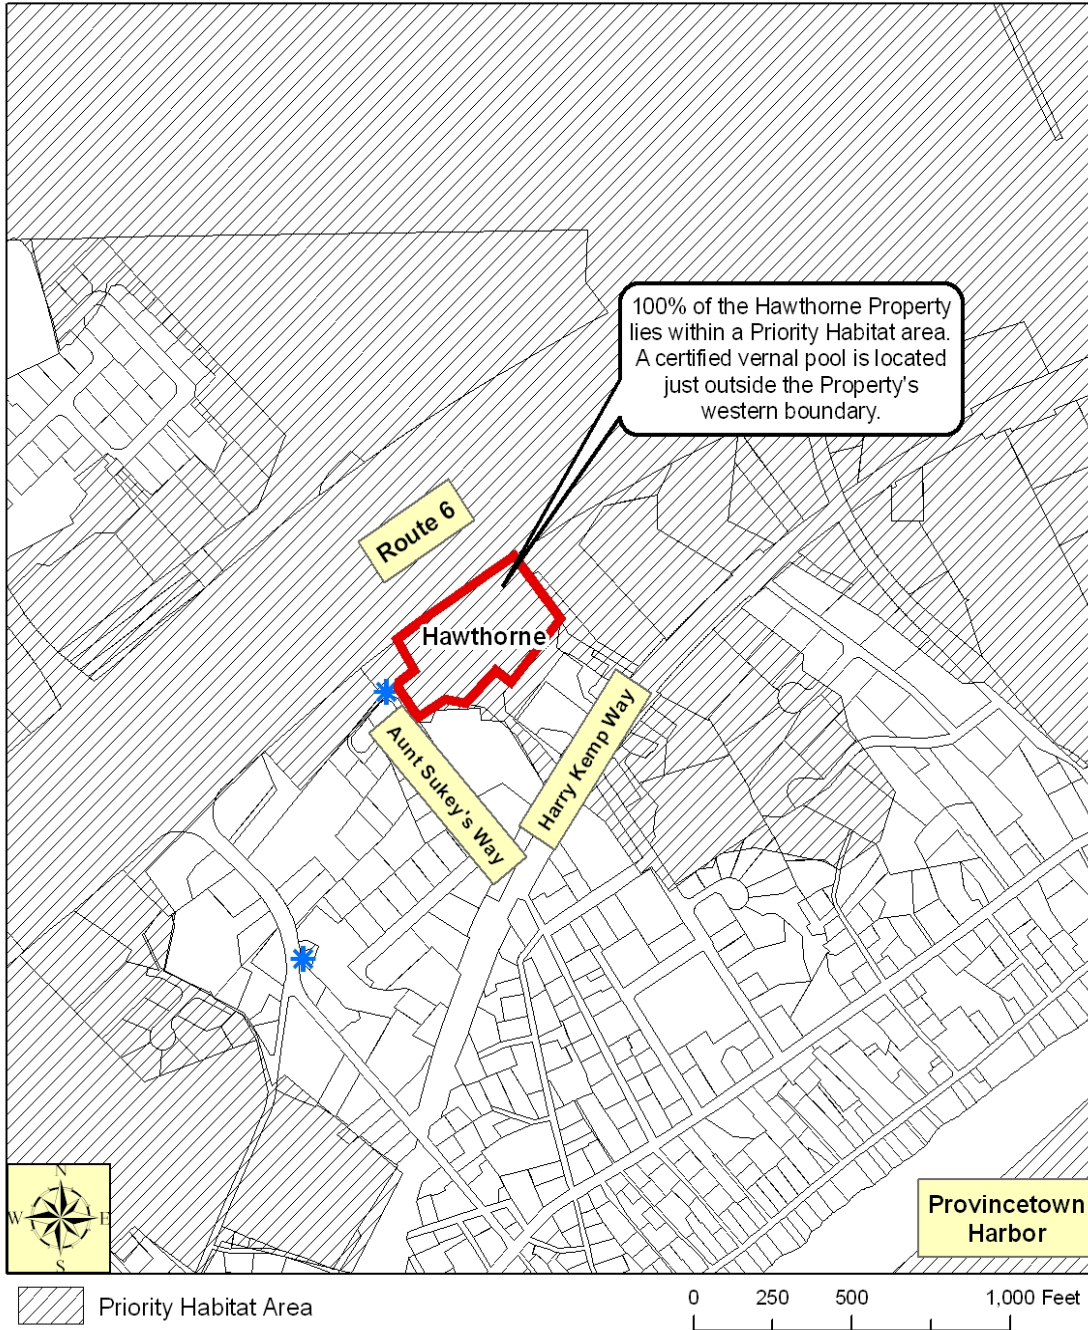 100% of the Hawthorne Property
lies within a Priority Habitat area.
A certified vernal pool is located
just outside the Property's
western boundary.
Route 6
Hawthorne
Aunt Sukey's Way
Harry Kemp Way
N
W E
S
Provincetown
Harbor
Priority Habitat Area
0 250 500 1,000 Feet